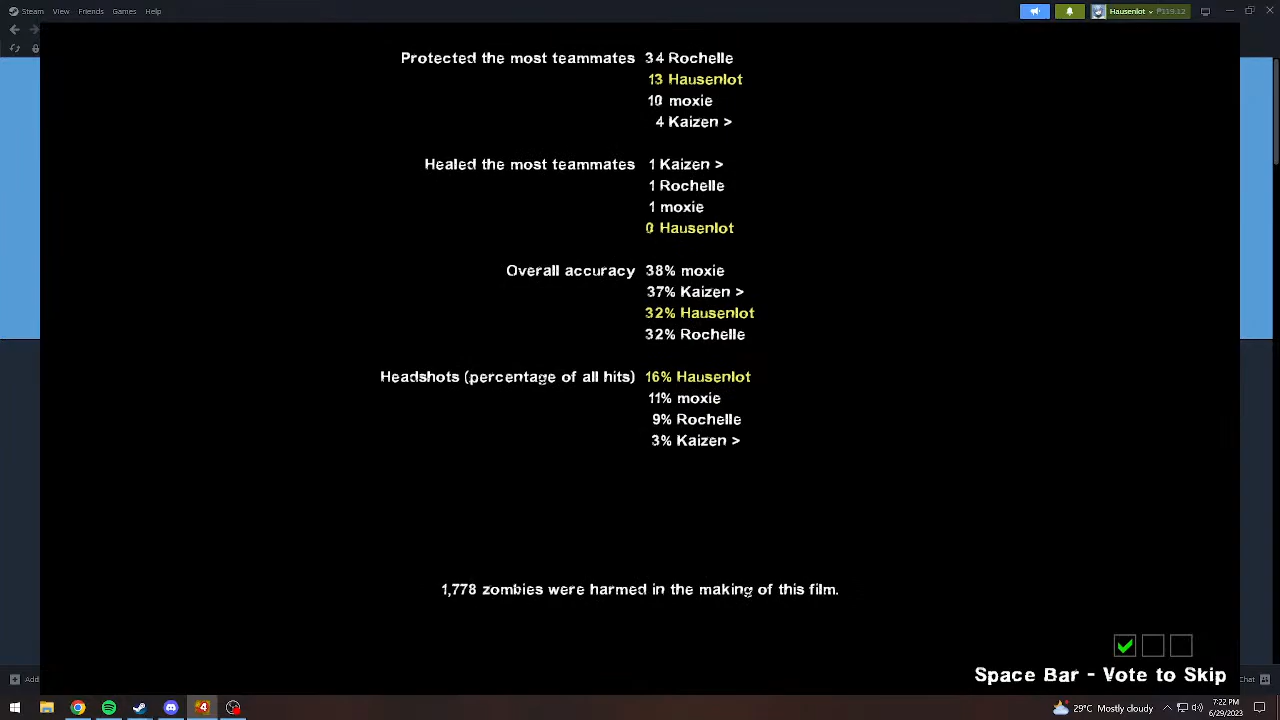 Steam View Friends Games Help
Hausenlot ₱119.12
Protected the most teammates 34 Rochelle
13 Hausenlot
10 moxie
4 Kaizen >
Healed the most teammates 1 Kaizen >
1 Rochelle
1 moxie
0 Hausenlot
Overall accuracy 38% moxie
37% Kaizen >
32% Hausenlot
32% Rochelle
Headshots (percentage of all hits) 16% Hausenlot
11% moxie
9% Rochelle
3% Kaizen >
1,778 zombies were harmed in the making of this film.
Space Bar - Vote to Skip
29°C Mostly cloudy
7:22 PM
6/29/2023